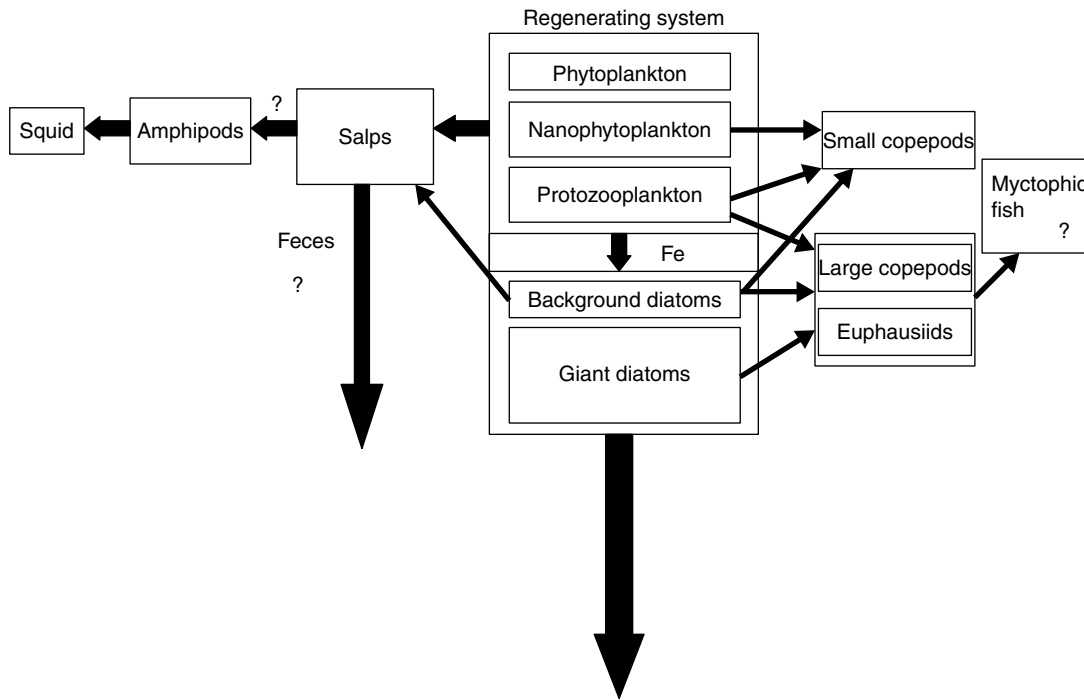 Regenerating system
Phytoplankton
Nanophytoplankton
Protozooplankton
Fe
Background diatoms
Giant diatoms
Squid
?
Amphipods
Salps
Feces
?
Small copepods
Large copepods
Euphausiids
Myctophid
fish
?